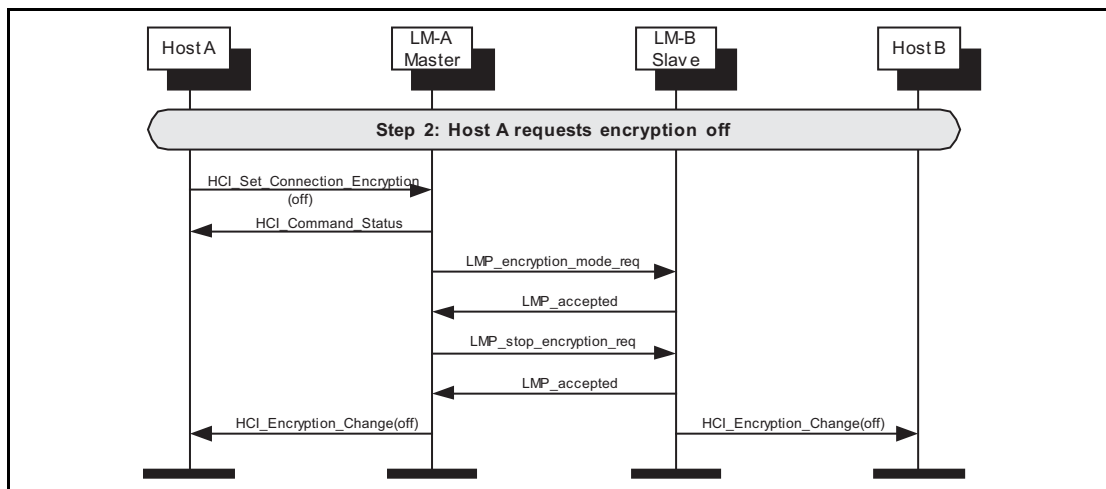 Host A
LM-A
Master
LM-B
Slave
Host B
Step 2: Host A requests encryption off
HCI_Set_Connection_Encryption
(off)
HCI_Command_Status
LMP_encryption_mode_req
LMP_accepted
LMP_stop_encryption_req
LMP_accepted
HCI_Encryption_Change(off)
HCI_Encryption_Change(off)